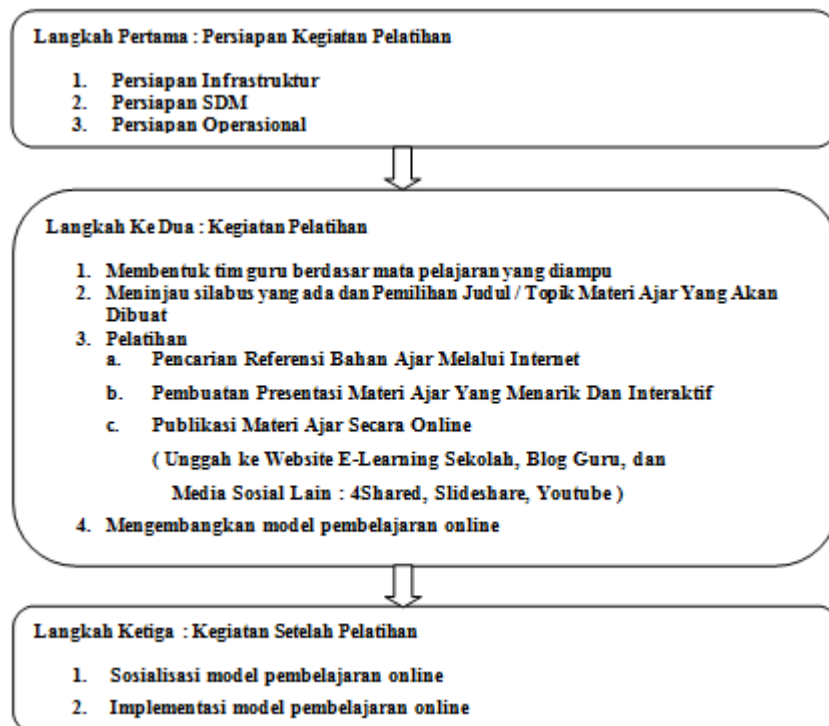 Langkah Pertama : Persiapan Kegiatan Pelatihan
1. Persiapan Infrastruktur
2. Persiapan SDM
3. Persiapan Operasional
Langkah Ke Dua : Kegiatan Pelatihan
1. Membentuk tim guru berdasar mata pelajaran yang diampu
2. Meninjau silabus yang ada dan Pemilihan Judul / Topik Materi Ajar Yang Akan
Dibuat
3. Pelatihan
a. Pencarian Referensi Bahan Ajar Melalui Internet
b. Pembuatan Presentasi Materi Ajar Yang Menarik Dan Interaktif
c. Publikasi Materi Ajar Secara Online
( Unggah ke Website E-Learning Sekolah, Blog Guru, dan
Media Sosial Lain : 4Shared, Slideshare, Youtube )
4. Mengembangkan model pembelajaran online
Langkah Ketiga : Kegiatan Setelah Pelatihan
1. Sosialisasi model pembelajaran online
2. Implementasi model pembelajaran online